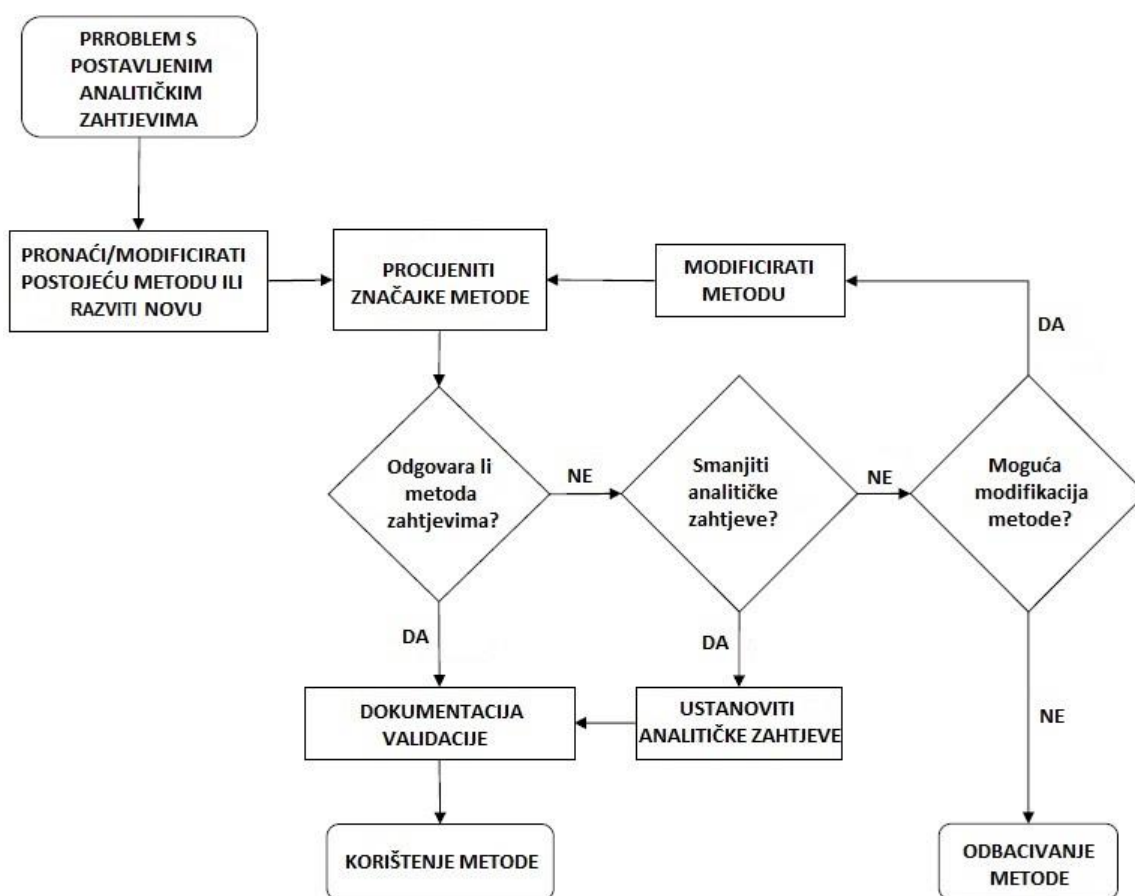 PRROBLEM S
POSTAVLJENIM
ANALITIČKIM
ZAHTJEVIMA
PRONAĆI/MODIFICIRATI
POSTOJEĆU METODU ILI
RAZVITI NOVU
PROCIJENITI
ZNAČAJKE METODE
MODIFICIRATI
METODU
DA
Odgovara li
metoda
zahtjevima?
NE
Smanjiti
analitičke
zahtjeve?
NE
Moguća
modifikacija
metode?
DA
DA
NE
DOKUMENTACIJA
VALIDACIJE
USTANOVITI
ANALITIČKE ZAHTJEVE
KORIŠTENJE METODE
ODBACIVANJE
METODE